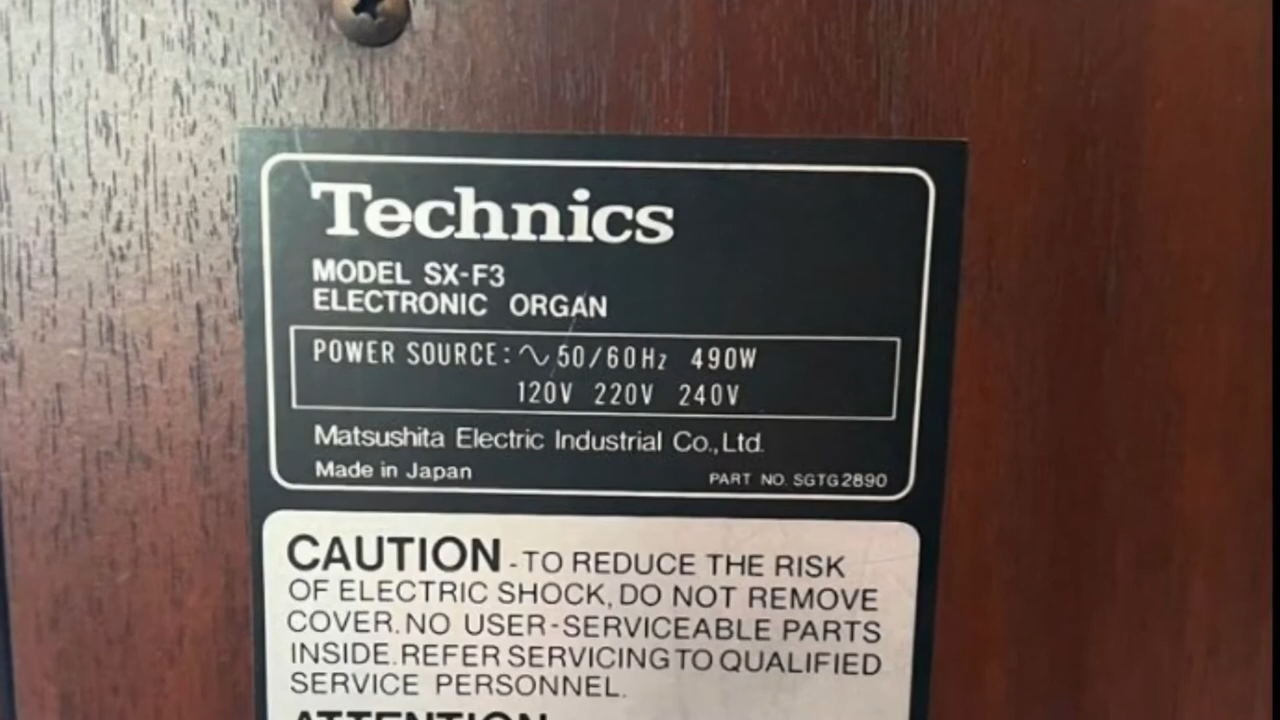 Technics
MODEL SX-F3
ELECTRONIC ORGAN
POWER SOURCE: ∿ 50/60Hz 490W
120V 220V 240V
Matsushita Electric Industrial Co.,Ltd.
Made in Japan
PART NO. SGTG2890
CAUTION - TO REDUCE THE RISK
OF ELECTRIC SHOCK, DO NOT REMOVE
COVER. NO USER-SERVICEABLE PARTS
INSIDE. REFER SERVICING TO QUALIFIED
SERVICE PERSONNEL.
ATTENTION